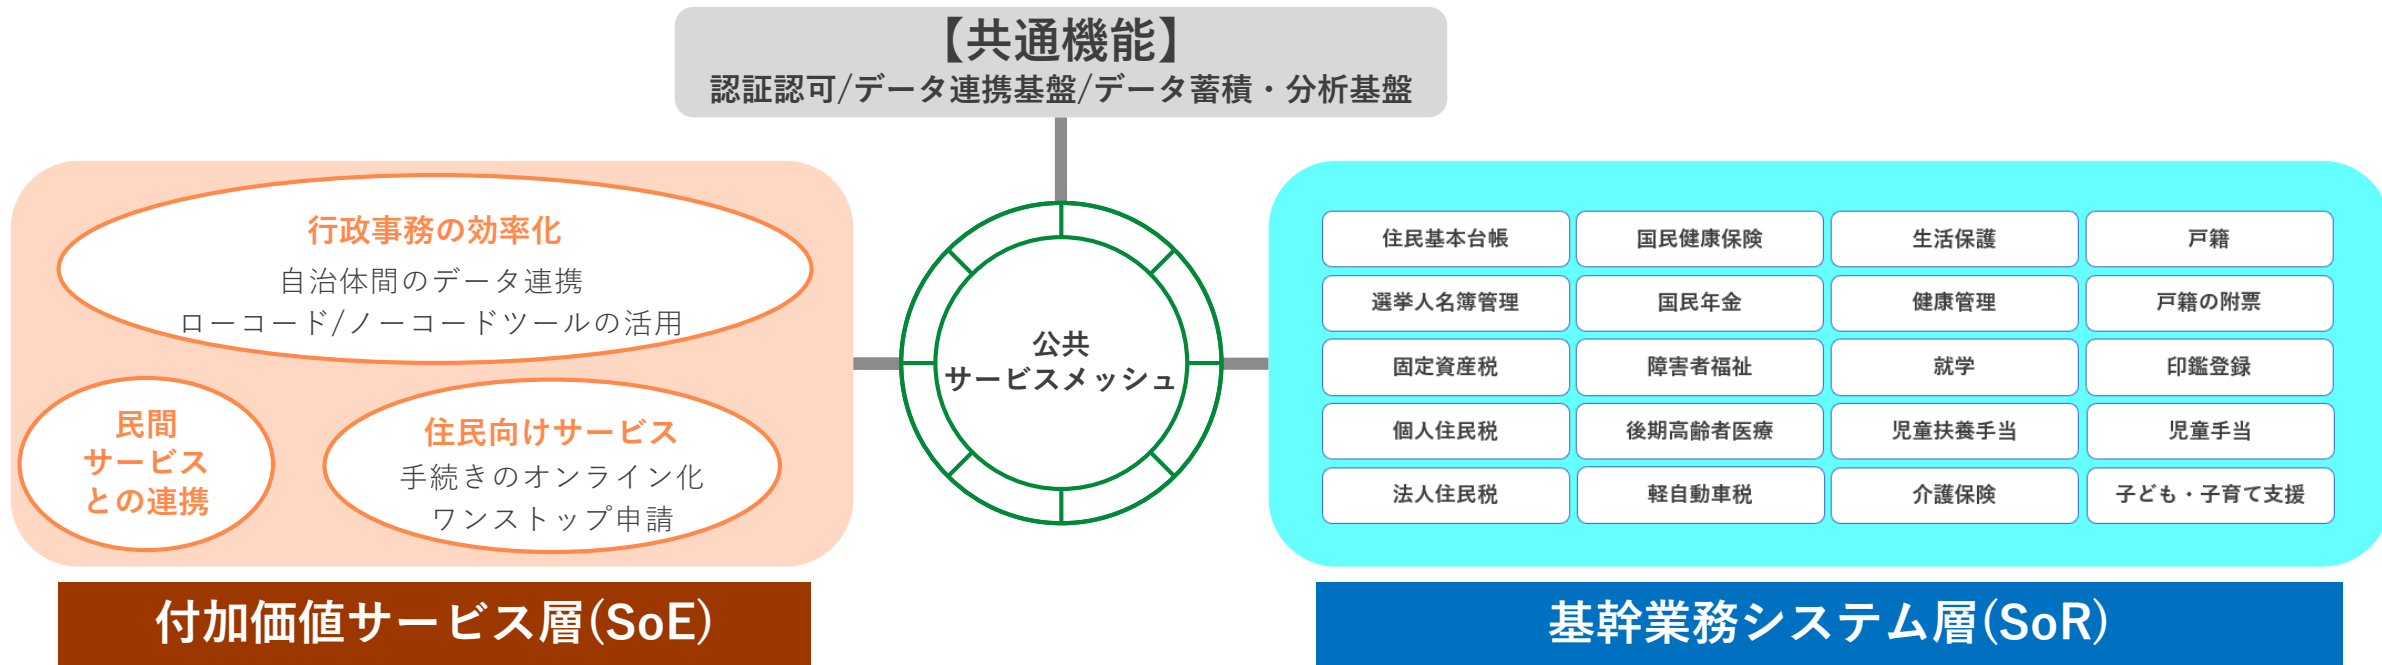 【共通機能】
認証認可/データ連携基盤/データ蓄積・分析基盤
行政事務の効率化
自治体間のデータ連携
ローコード/ノーコードツールの活用
民間
サービス
との連携
住民向けサービス
手続きのオンライン化
ワンストップ申請
付加価値サービス層(SoE)
公共
サービスメッシュ
住民基本台帳
国民健康保険
生活保護
戸籍
選挙人名簿管理
国民年金
健康管理
戸籍の附票
固定資産税
障害者福祉
就学
印鑑登録
個人住民税
後期高齢者医療
児童扶養手当
児童手当
法人住民税
軽自動車税
介護保険
子ども・子育て支援
基幹業務システム層(SoR)